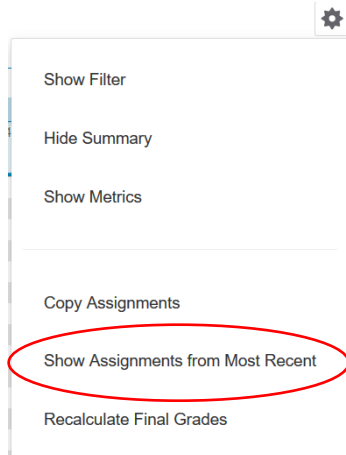 Show Filter
Hide Summary
Show Metrics
Copy Assignments
Show Assignments from Most Recent
Recalculate Final Grades